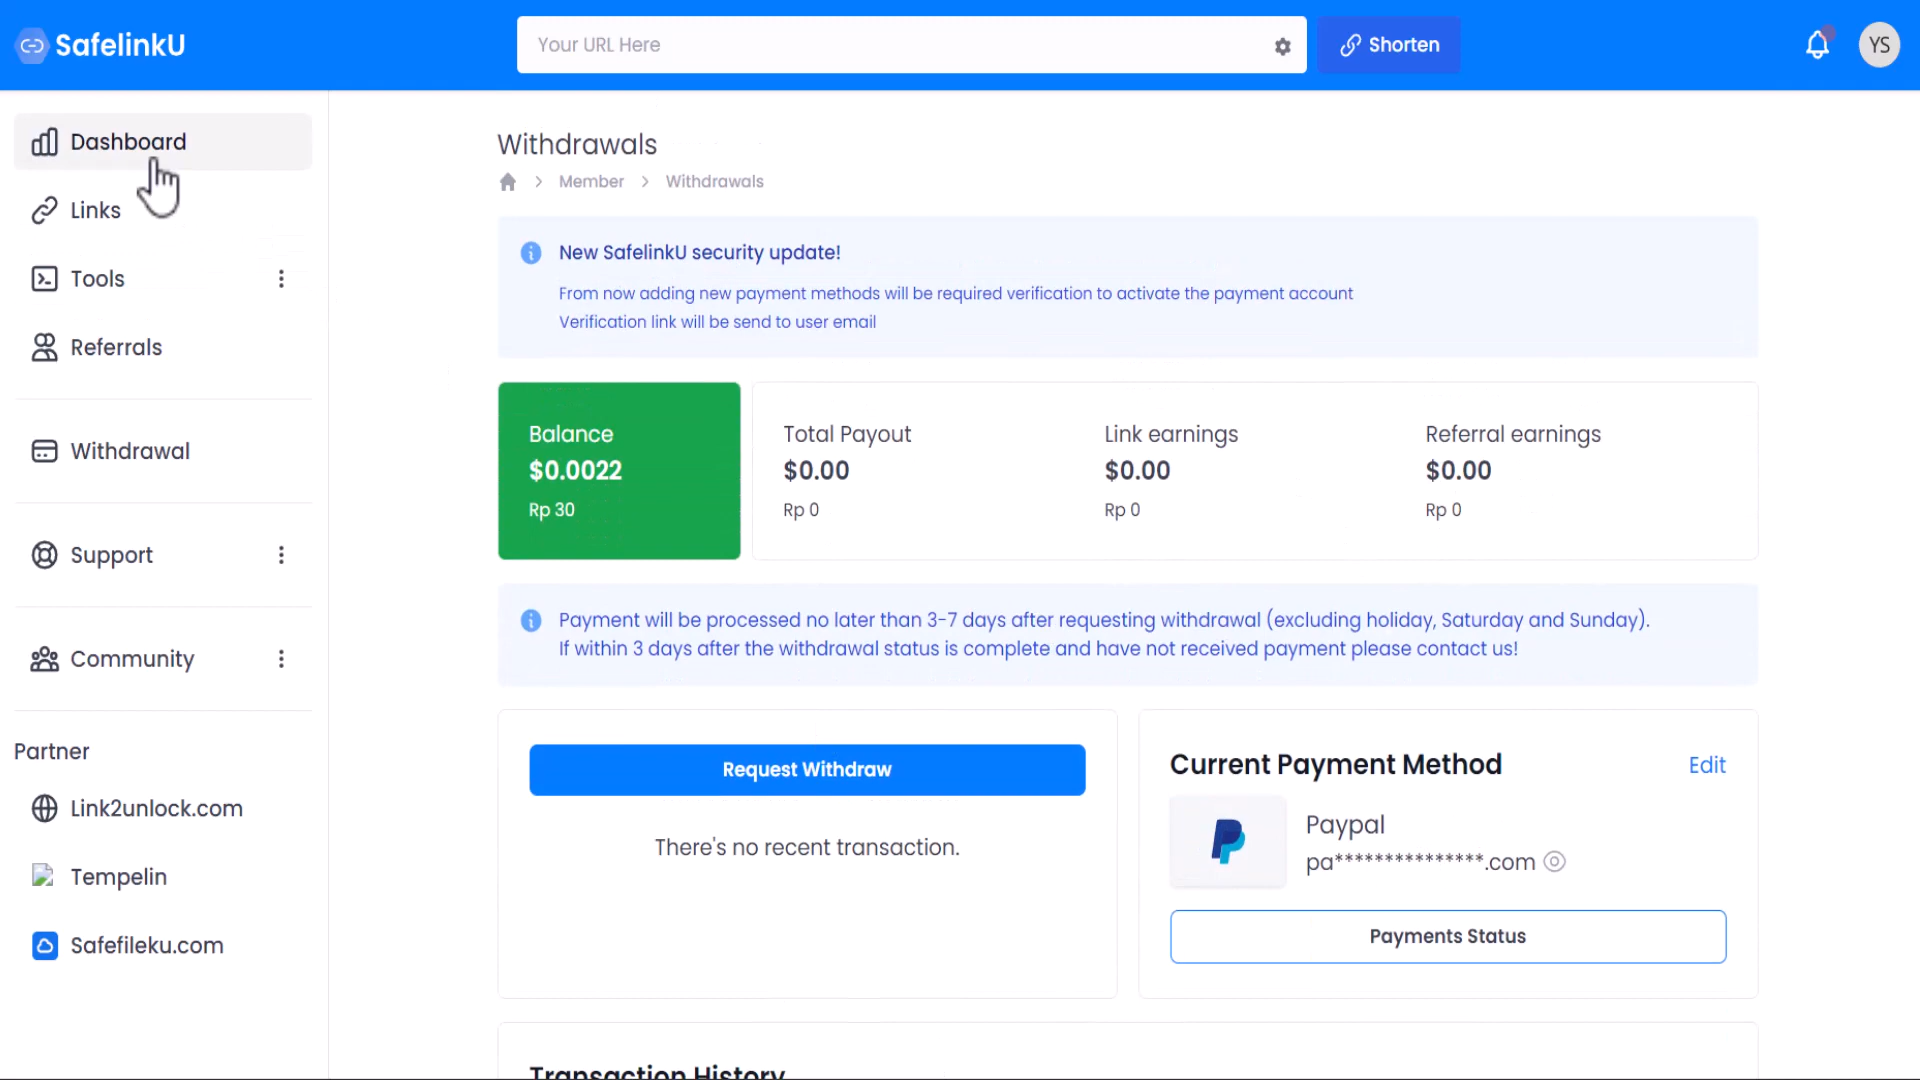 SafelinkU
Your URL Here
Shorten
YS
Dashboard
Links
Tools
Referrals
Withdrawal
Support
Community
Partner
Link2unlock.com
Tempelin
Safefileku.com
Withdrawals
Member
Withdrawals
New SafelinkU security update!
From now adding new payment methods will be required verification to activate the payment account
Verification link will be send to user email
Balance
$0.0022
Rp 30
Total Payout
$0.00
Rp 0
Link earnings
$0.00
Rp 0
Referral earnings
$0.00
Rp 0
Payment will be processed no later than 3-7 days after requesting withdrawal (excluding holiday, Saturday and Sunday).
If within 3 days after the withdrawal status is complete and have not received payment please contact us!
Request Withdraw
There's no recent transaction.
Current Payment Method
Edit
Paypal
pa***************.com
Payments Status
Transaction History